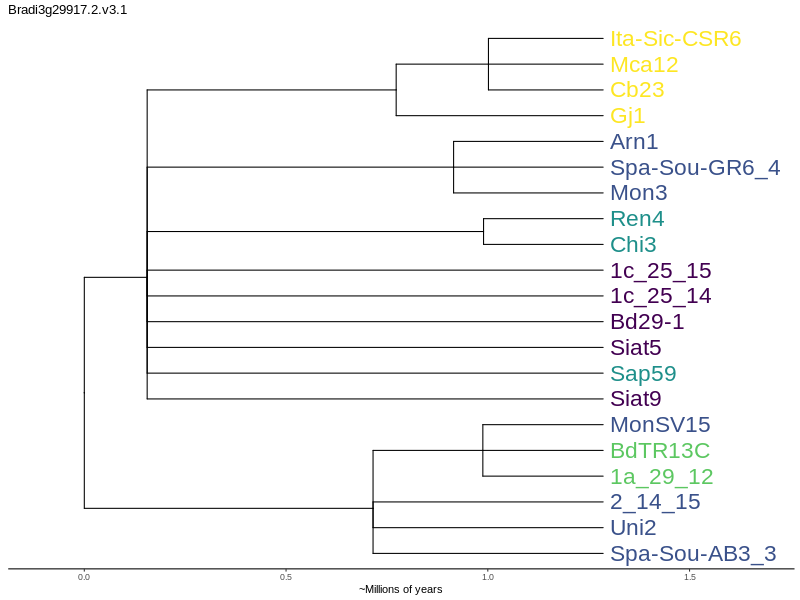 Bradi3g29917.2.v3.1
Ita-Sic-CSR6
Mca12
Cb23
Gj1
Arn1
Spa-Sou-GR6_4
Mon3
Ren4
Chi3
1c_25_15
1c_25_14
Bd29-1
Siat5
Sap59
Siat9
MonSV15
BdTR13C
1a_29_12
2_14_15
Uni2
Spa-Sou-AB3_3
0.0 0.5 1.0 1.5
~Millions of years